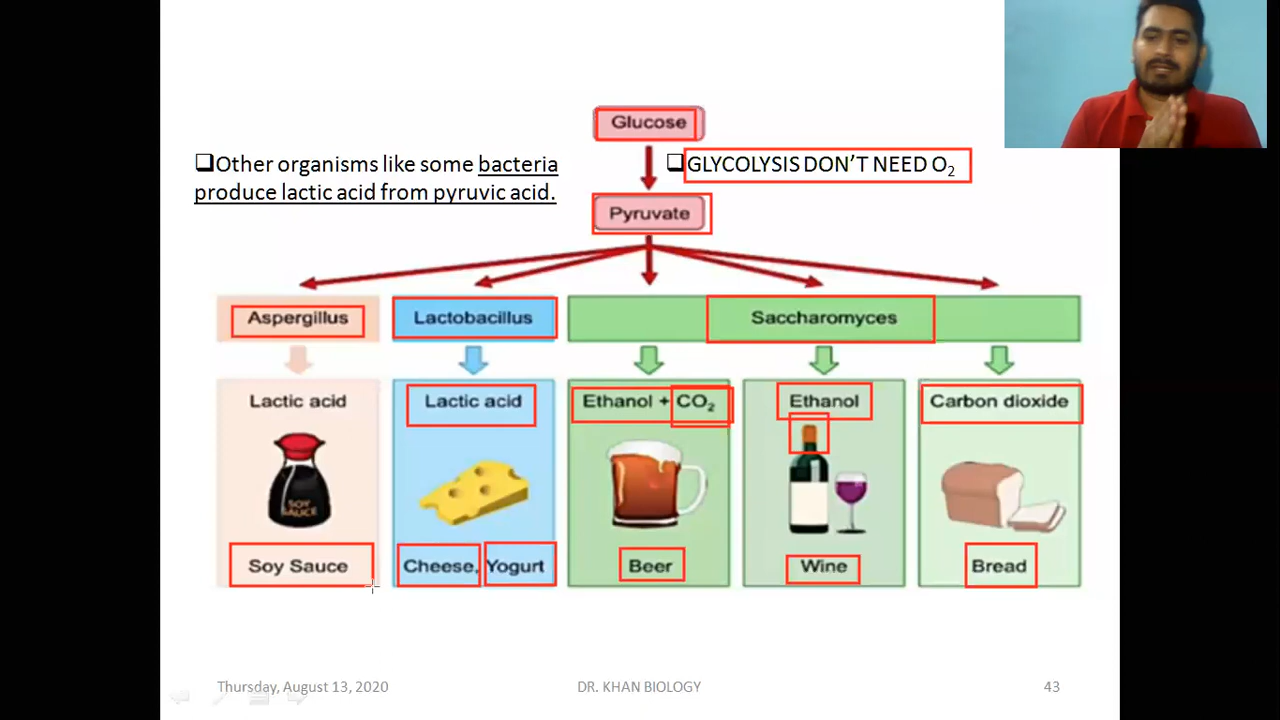 Glucose
❑Other organisms like some bacteria
produce lactic acid from pyruvic acid.
❑GLYCOLYSIS DON’T NEED O₂
Pyruvate
Aspergillus
Lactobacillus
Saccharomyces
Lactic acid
Lactic acid
Ethanol + CO₂
Ethanol
Carbon dioxide
SOY
SAUCE
Soy Sauce
Cheese, Yogurt
Beer
Wine
Bread
Thursday, August 13, 2020
DR. KHAN BIOLOGY
43